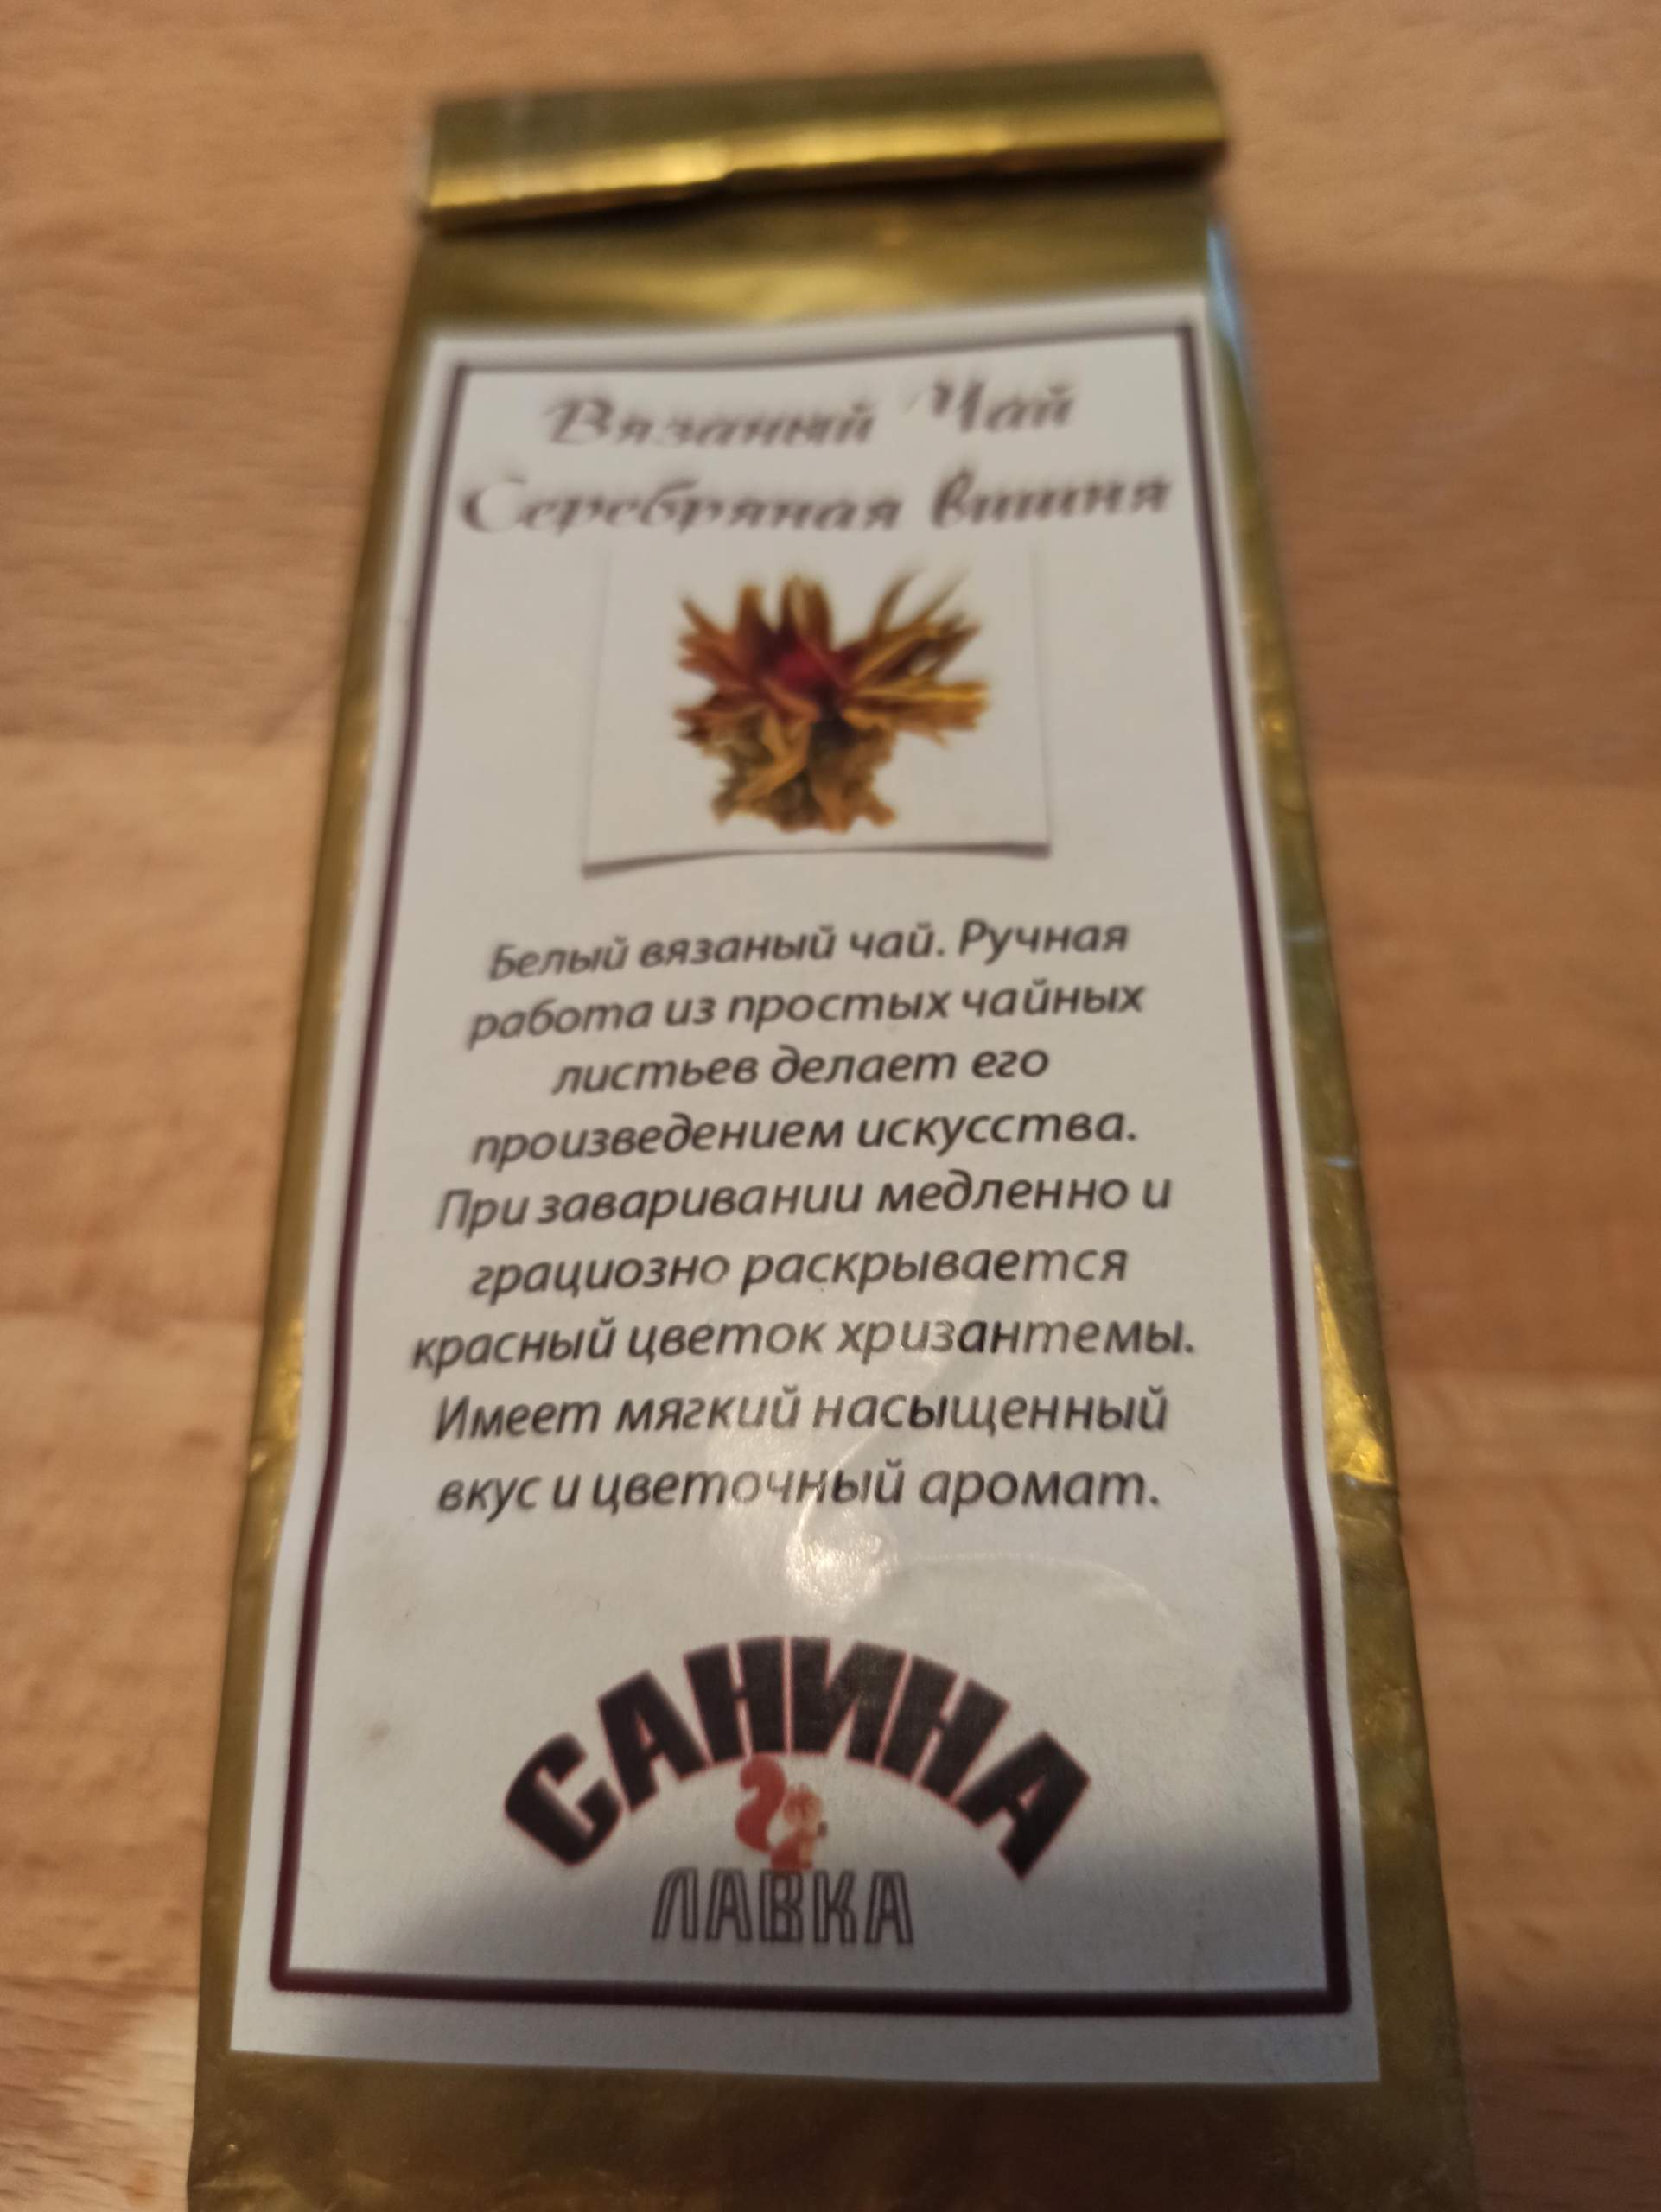 Вязаный Чай
Серебряная вишня
Белый вязаный чай. Ручная
работа из простых чайных
листьев делает его
произведением искусства.
При заваривании медленно и
грациозно раскрывается
красный цветок хризантемы.
Имеет мягкий насыщенный
вкус и цветочный аромат.
САНИНА
ЛАВКА